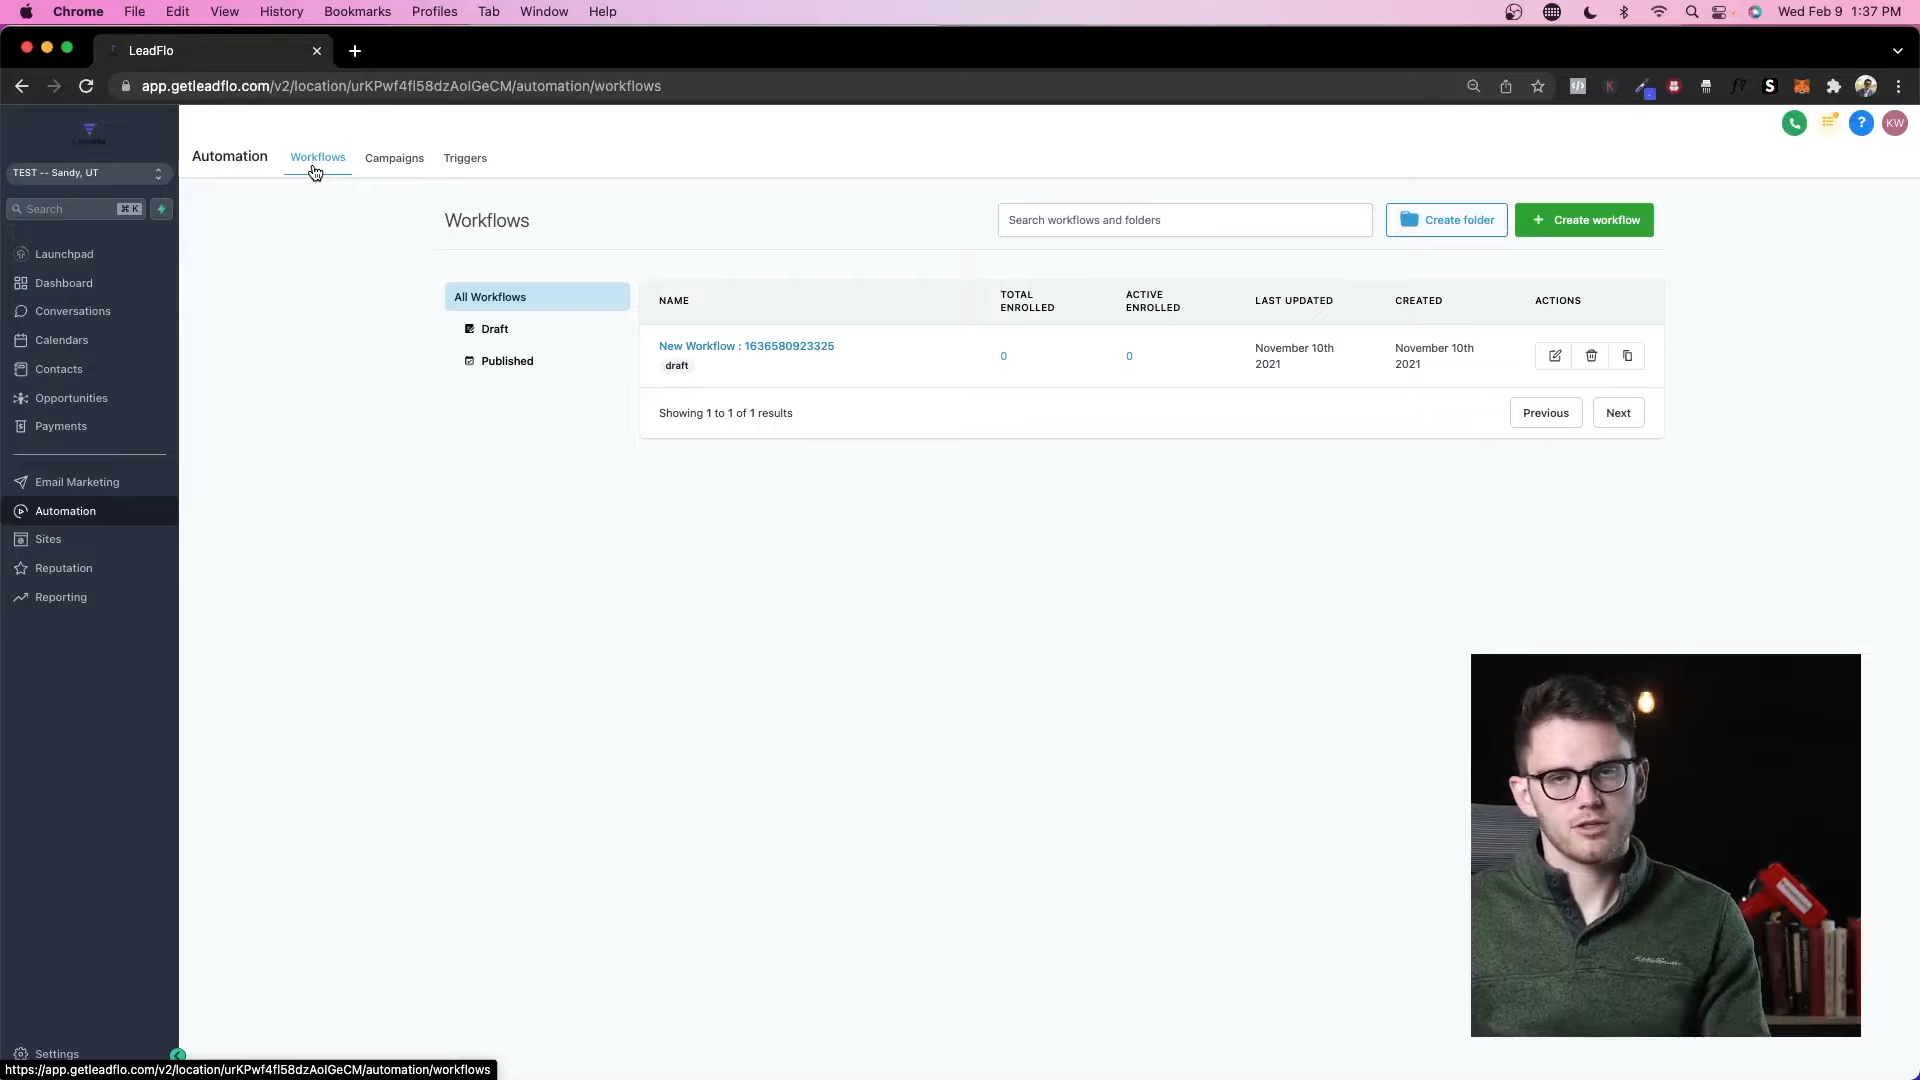 Chrome File Edit View History Bookmarks Profiles Tab Window Help Wed Feb 9 1:37 PM
LeadFlo
app.getleadflo.com/v2/location/urKPwf4fl58dzAoIGeCM/automation/workflows
KW
Automation Workflows Campaigns Triggers
TEST -- Sandy, UT
Search ⌘ K
Launchpad
Dashboard
Conversations
Calendars
Contacts
Opportunities
Payments
Email Marketing
Automation
Sites
Reputation
Reporting
Settings
Workflows
Search workflows and folders
Create folder
+ Create workflow
All Workflows
Draft
Published
NAME TOTAL ENROLLED ACTIVE ENROLLED LAST UPDATED CREATED ACTIONS
New Workflow : 1636580923325 0 0 November 10th 2021 November 10th 2021
draft
Showing 1 to 1 of 1 results
Previous Next
https://app.getleadflo.com/v2/location/urKPwf4fl58dzAoIGeCM/automation/workflows